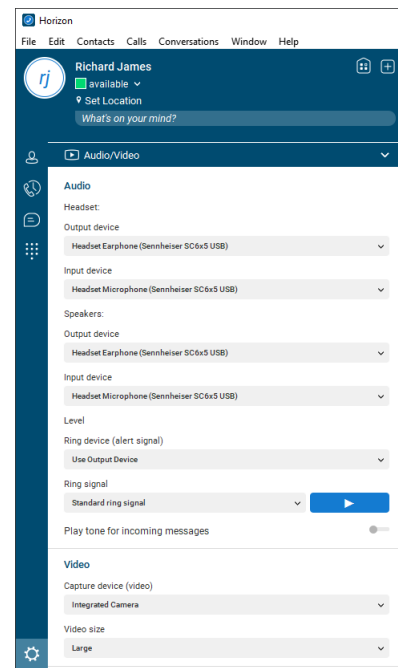 Horizon
File Edit Contacts Calls Conversations Window Help
rj
Richard James
available
Set Location
What's on your mind?
Audio/Video
Audio
Headset:
Output device
Headset Earphone (Sennheiser SC6x5 USB)
Input device
Headset Microphone (Sennheiser SC6x5 USB)
Speakers:
Output device
Headset Earphone (Sennheiser SC6x5 USB)
Input device
Headset Microphone (Sennheiser SC6x5 USB)
Level
Ring device (alert signal)
Use Output Device
Ring signal
Standard ring signal
Play tone for incoming messages
Video
Capture device (video)
Integrated Camera
Video size
Large